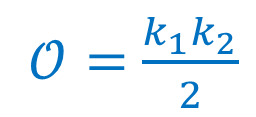 𝒪 = k₁k₂/2